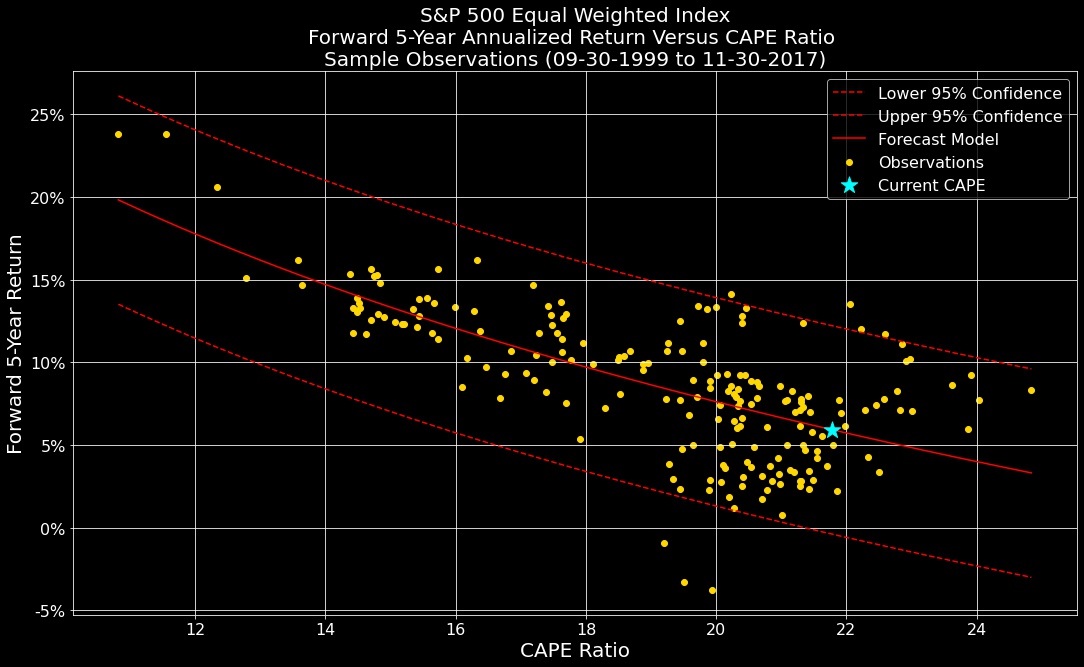 S&P 500 Equal Weighted Index
Forward 5-Year Annualized Return Versus CAPE Ratio
Sample Observations (09-30-1999 to 11-30-2017)
Lower 95% Confidence
Upper 95% Confidence
Forecast Model
Observations
Current CAPE
Forward 5-Year Return
25%
20%
15%
10%
5%
0%
-5%
12 14 16 18 20 22 24
CAPE Ratio